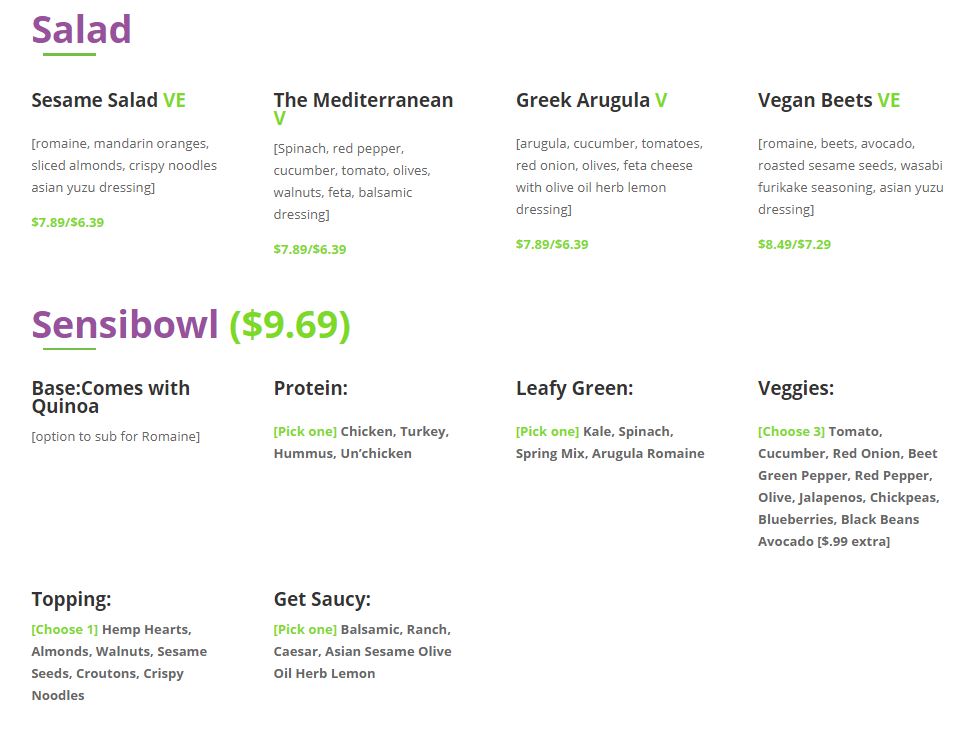 Salad
Sesame Salad VE
[romaine, mandarin oranges,
sliced almonds, crispy noodles
asian yuzu dressing]
$7.89/$6.39
The Mediterranean
V
[Spinach, red pepper,
cucumber, tomato, olives,
walnuts, feta, balsamic
dressing]
$7.89/$6.39
Greek Arugula V
[arugula, cucumber, tomatoes,
red onion, olives, feta cheese
with olive oil herb lemon
dressing]
$7.89/$6.39
Vegan Beets VE
[romaine, beets, avocado,
roasted sesame seeds, wasabi
furikake seasoning, asian yuzu
dressing]
$8.49/$7.29
Sensibowl ($9.69)
Base:Comes with
Quinoa
[option to sub for Romaine]
Protein:
[Pick one] Chicken, Turkey,
Hummus, Un’chicken
Leafy Green:
[Pick one] Kale, Spinach,
Spring Mix, Arugula Romaine
Veggies:
[Choose 3] Tomato,
Cucumber, Red Onion, Beet
Green Pepper, Red Pepper,
Olive, Jalapenos, Chickpeas,
Blueberries, Black Beans
Avocado [$.99 extra]
Topping:
[Choose 1] Hemp Hearts,
Almonds, Walnuts, Sesame
Seeds, Croutons, Crispy
Noodles
Get Saucy:
[Pick one] Balsamic, Ranch,
Caesar, Asian Sesame Olive
Oil Herb Lemon